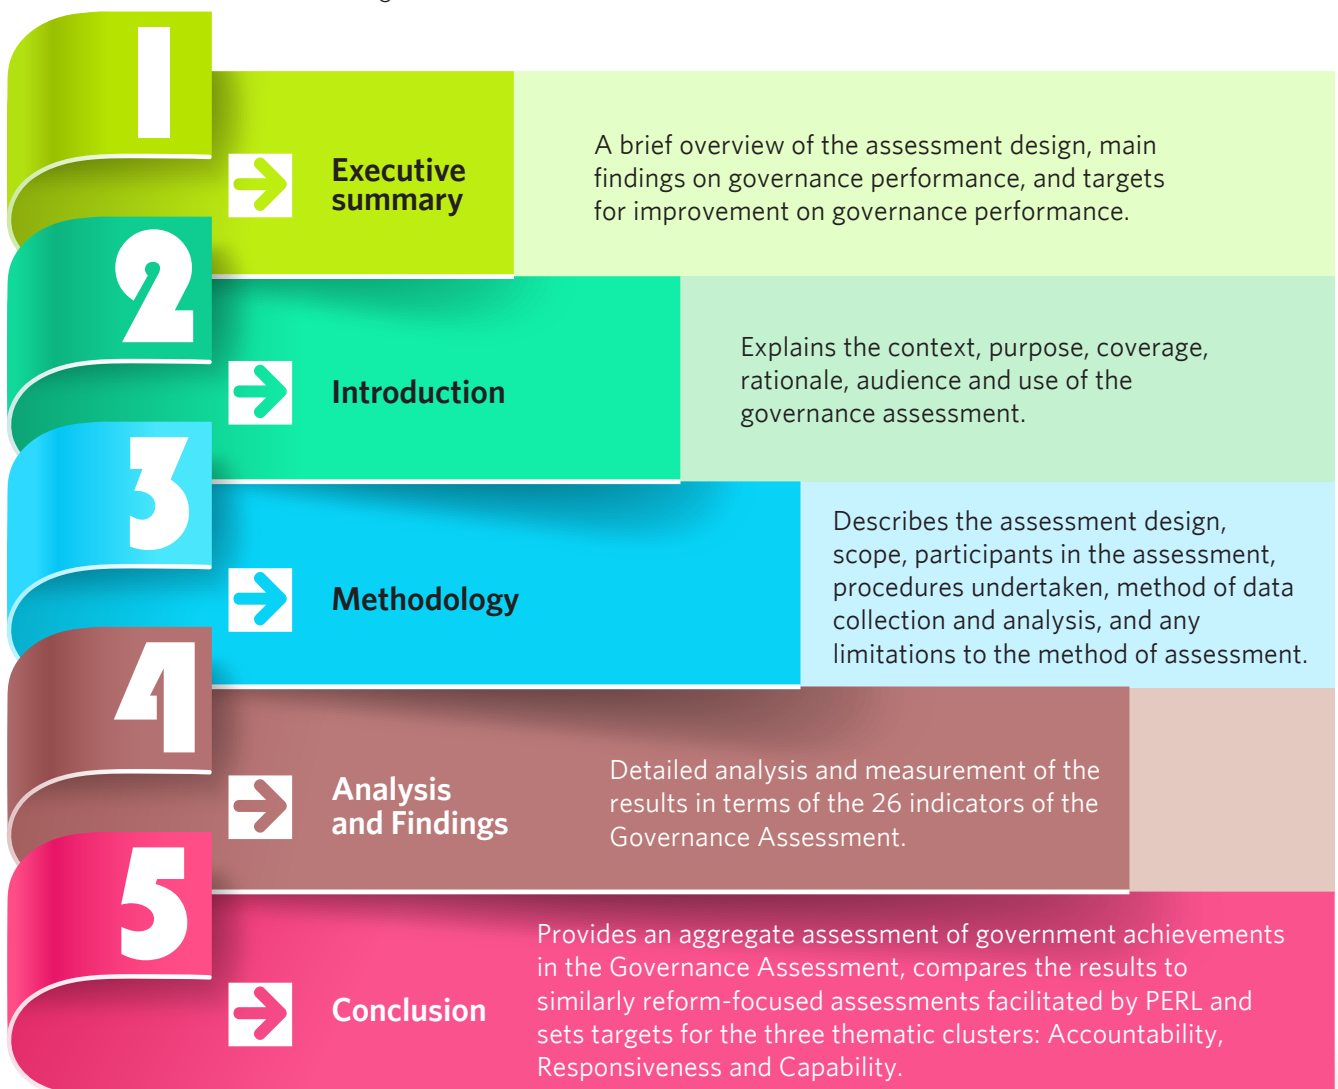 1
Executive
summary
A brief overview of the assessment design, main
findings on governance performance, and targets
for improvement on governance performance.
2
Introduction
Explains the context, purpose, coverage,
rationale, audience and use of the
governance assessment.
3
Methodology
Describes the assessment design,
scope, participants in the assessment,
procedures undertaken, method of data
collection and analysis, and any
limitations to the method of assessment.
4
Analysis
and Findings
Detailed analysis and measurement of the
results in terms of the 26 indicators of the
Governance Assessment.
5
Conclusion
Provides an aggregate assessment of government achievements
in the Governance Assessment, compares the results to
similarly reform-focused assessments facilitated by PERL and
sets targets for the three thematic clusters: Accountability,
Responsiveness and Capability.